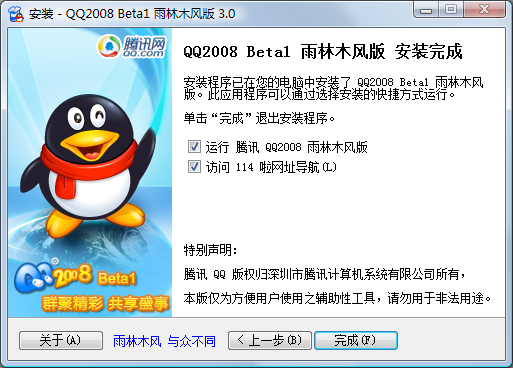 安装 - QQ2008 Beta1 雨林木风版 3.0
腾讯网
QQ.com
QQ2008 Beta1 雨林木风版 安装完成
安装程序已在您的电脑中安装了 QQ2008 Beta1 雨林木风
版。此应用程序可以通过选择安装的快捷方式运行。
单击“完成”退出安装程序。
运行 腾讯 QQ2008 雨林木风版
访问 114 啦网址导航(L)
特别声明：
腾讯 QQ 版权归深圳市腾讯计算机系统有限公司所有，
本版仅为方便用户使用之辅助性工具，请勿用于非法用途。
QQ 2008 Beta1
群聚精彩 共享盛事
关于(A)
雨林木风 与众不同
< 上一步(B)
完成(F)